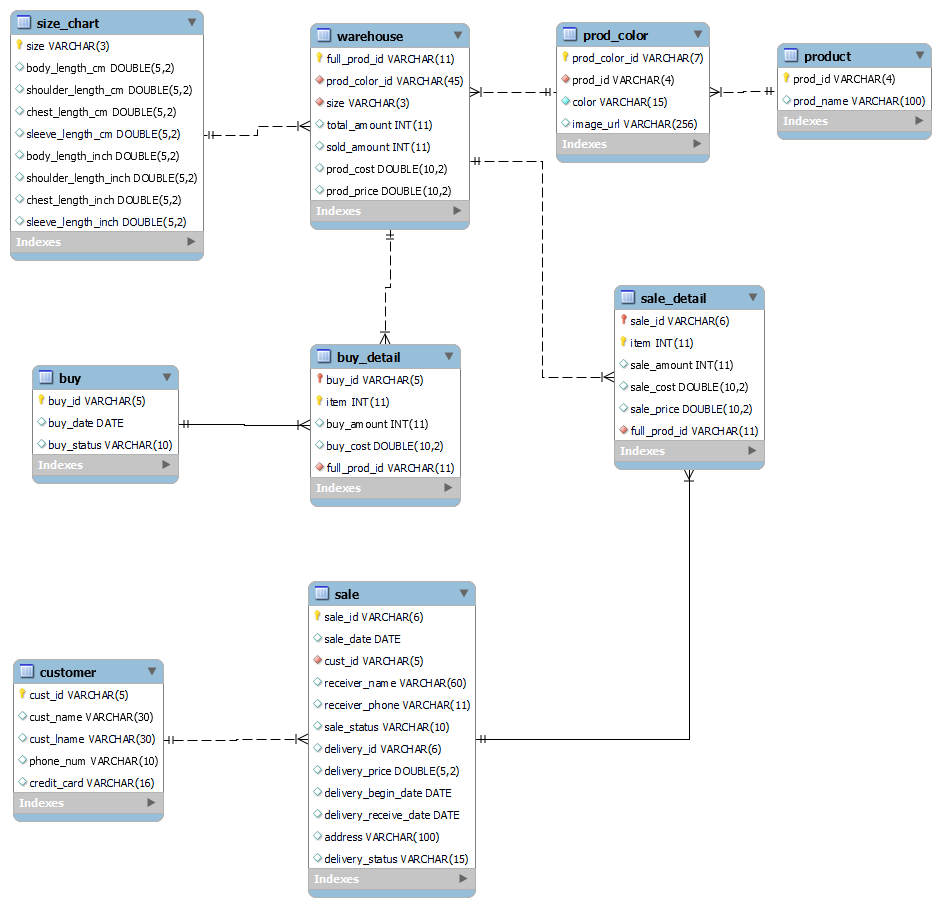 size_chart
size VARCHAR(3)
body_length_cm DOUBLE(5,2)
shoulder_length_cm DOUBLE(5,2)
chest_length_cm DOUBLE(5,2)
sleeve_length_cm DOUBLE(5,2)
body_length_inch DOUBLE(5,2)
shoulder_length_inch DOUBLE(5,2)
chest_length_inch DOUBLE(5,2)
sleeve_length_inch DOUBLE(5,2)
Indexes
warehouse
full_prod_id VARCHAR(11)
prod_color_id VARCHAR(45)
size VARCHAR(3)
total_amount INT(11)
sold_amount INT(11)
prod_cost DOUBLE(10,2)
prod_price DOUBLE(10,2)
Indexes
prod_color
prod_color_id VARCHAR(7)
prod_id VARCHAR(4)
color VARCHAR(15)
image_url VARCHAR(256)
Indexes
product
prod_id VARCHAR(4)
prod_name VARCHAR(100)
Indexes
sale_detail
sale_id VARCHAR(6)
item INT(11)
sale_amount INT(11)
sale_cost DOUBLE(10,2)
sale_price DOUBLE(10,2)
full_prod_id VARCHAR(11)
Indexes
buy
buy_id VARCHAR(5)
buy_date DATE
buy_status VARCHAR(10)
Indexes
buy_detail
buy_id VARCHAR(5)
item INT(11)
buy_amount INT(11)
buy_cost DOUBLE(10,2)
full_prod_id VARCHAR(11)
Indexes
sale
sale_id VARCHAR(6)
sale_date DATE
cust_id VARCHAR(5)
receiver_name VARCHAR(60)
receiver_phone VARCHAR(11)
sale_status VARCHAR(10)
delivery_id VARCHAR(6)
delivery_price DOUBLE(5,2)
delivery_begin_date DATE
delivery_receive_date DATE
address VARCHAR(100)
delivery_status VARCHAR(15)
Indexes
customer
cust_id VARCHAR(5)
cust_name VARCHAR(30)
cust_lname VARCHAR(30)
phone_num VARCHAR(10)
credit_card VARCHAR(16)
Indexes